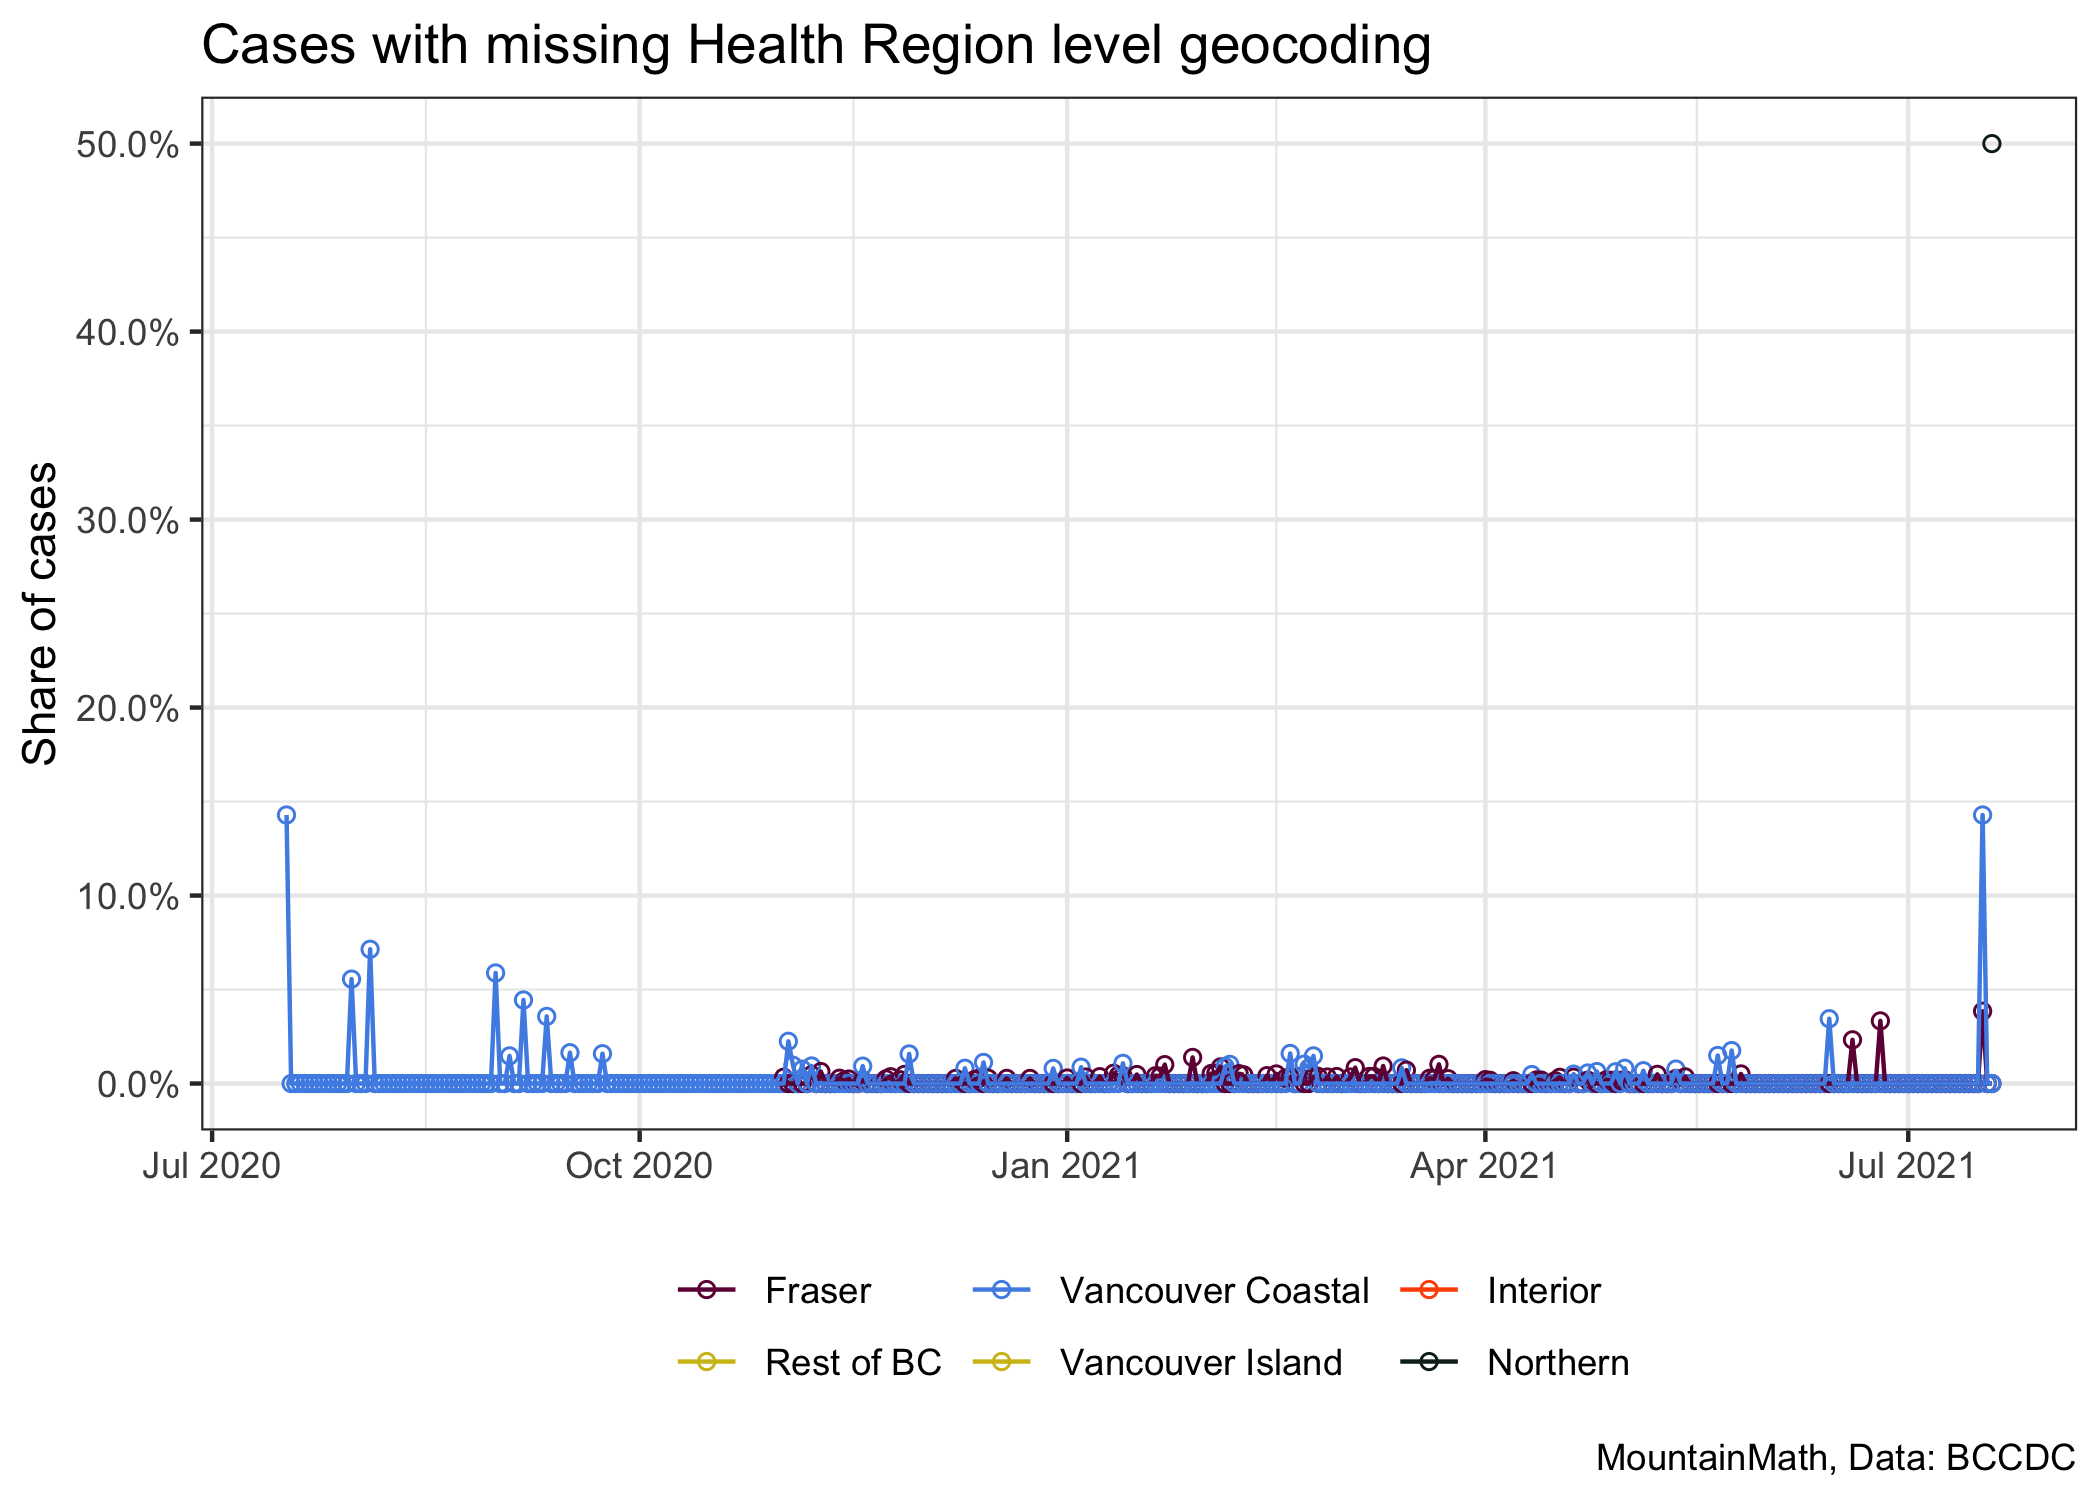 Cases with missing Health Region level geocoding
Share of cases
50.0%
40.0%
30.0%
20.0%
10.0%
0.0%
Jul 2020 Oct 2020 Jan 2021 Apr 2021 Jul 2021
Fraser Vancouver Coastal Interior
Rest of BC Vancouver Island Northern
MountainMath, Data: BCCDC